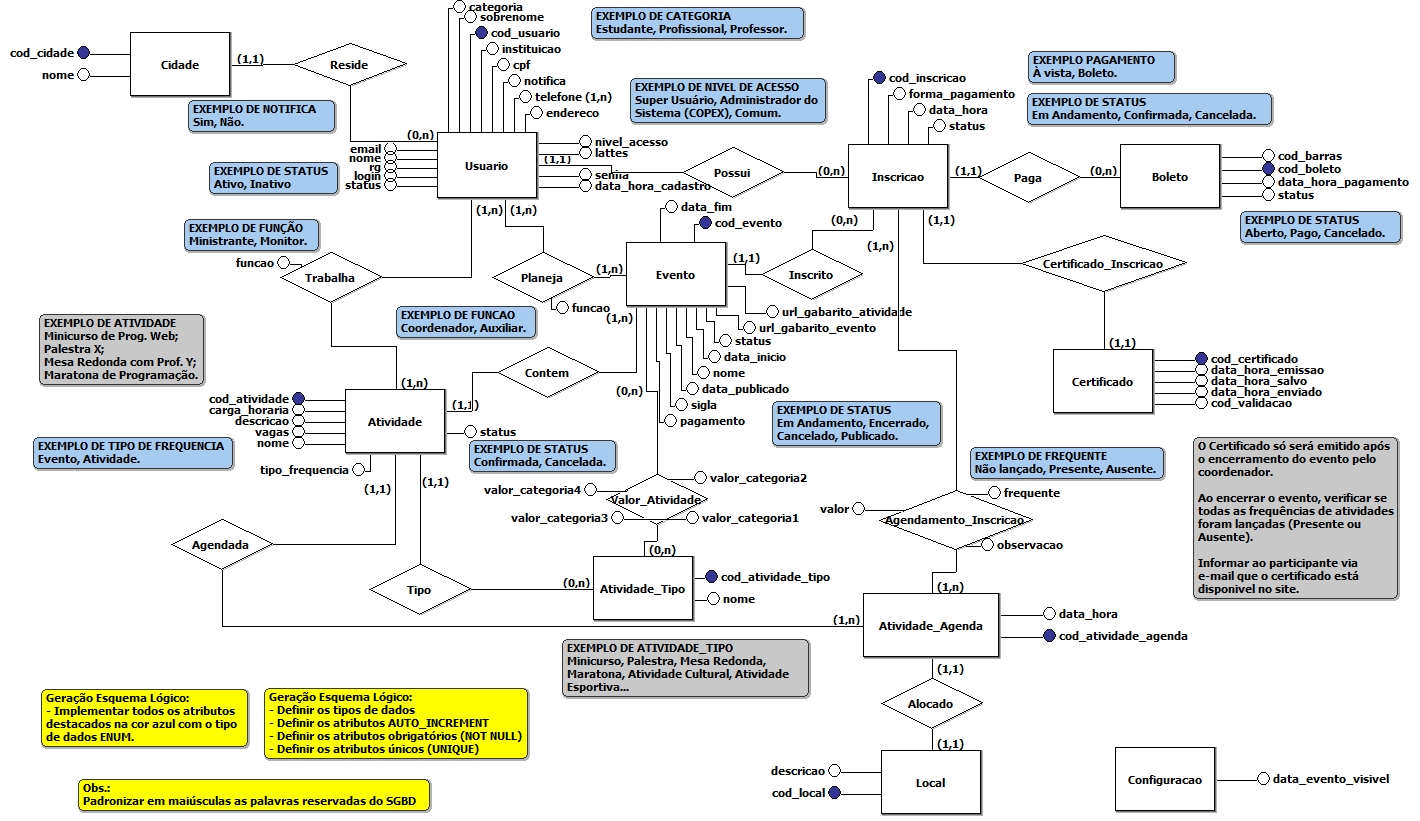 categoria
sobrenome
cod_usuario
instituicao
cpf
notifica
telefone (1,n)
endereco
EXEMPLO DE CATEGORIA
Estudante, Profissional, Professor.
cod_cidade
nome
Cidade
(1,1)
Reside
(0,n)
EXEMPLO DE NOTIFICA
Sim, Não.
EXEMPLO DE NIVEL DE ACESSO
Super Usuário, Administrador do
Sistema (COPEX), Comum.
EXEMPLO PAGAMENTO
À vista, Boleto.
EXEMPLO DE STATUS
Em Andamento, Confirmada, Cancelada.
cod_inscricao
forma_pagamento
data_hora
status
email
nome
rg
login
status
Usuario
nivel_acesso
lattes
(1,1)
senha
data_hora_cadastro
Possui
(0,n)
Inscricao
(1,1)
Paga
(0,n)
Boleto
cod_barras
cod_boleto
data_hora_pagamento
status
EXEMPLO DE STATUS
Ativo, Inativo
EXEMPLO DE STATUS
Aberto, Pago, Cancelado.
(1,n)
(1,n)
data_fim
cod_evento
(0,n)
(1,n)
(1,1)
EXEMPLO DE FUNÇÃO
Ministrante, Monitor.
funcao
Trabalha
Planeja
(1,n)
funcao
Evento
(1,1)
Inscrito
Certificado_Inscricao
EXEMPLO DE FUNCAO
Coordenador, Auxiliar.
(1,n)
url_gabarito_atividade
url_gabarito_evento
status
data_inicio
nome
data_publicado
sigla
pagamento
EXEMPLO DE ATIVIDADE
Minicurso de Prog. Web;
Palestra X;
Mesa Redonda com Prof. Y;
Maratona de Programação.
(1,n)
Contem
(0,n)
(1,1)
(1,1)
Certificado
cod_certificado
data_hora_emissao
data_hora_salvo
data_hora_enviado
cod_validacao
cod_atividade
carga_horaria
descricao
vagas
nome
Atividade
status
EXEMPLO DE STATUS
Em Andamento, Encerrado,
Cancelado, Publicado.
EXEMPLO DE TIPO DE FREQUENCIA
Evento, Atividade.
EXEMPLO DE STATUS
Confirmada, Cancelada.
tipo_frequencia
(1,1)
(1,1)
EXEMPLO DE FREQUENTE
Não lançado, Presente, Ausente.
O Certificado só será emitido após
o encerramento do evento pelo
coordenador.
Ao encerrar o evento, verificar se
todas as frequências de atividades
foram lançadas (Presente ou
Ausente).
Informar ao participante via
e-mail que o certificado está
disponivel no site.
valor_categoria4
valor_categoria2
Valor_Atividade
valor_categoria3
valor_categoria1
valor
frequente
Agendamento_Inscricao
observacao
Agendada
(0,n)
Tipo
(0,n)
Atividade_Tipo
cod_atividade_tipo
nome
(1,n)
(1,n)
Atividade_Agenda
data_hora
cod_atividade_agenda
EXEMPLO DE ATIVIDADE_TIPO
Minicurso, Palestra, Mesa Redonda,
Maratona, Atividade Cultural, Atividade
Esportiva...
(1,1)
Alocado
(1,1)
Geração Esquema Lógico:
- Implementar todos os atributos
destacados na cor azul com o tipo
de dados ENUM.
Geração Esquema Lógico:
- Definir os tipos de dados
- Definir os atributos AUTO_INCREMENT
- Definir os atributos obrigatórios (NOT NULL)
- Definir os atributos únicos (UNIQUE)
descricao
cod_local
Local
Configuracao
data_evento_visivel
Obs.:
Padronizar em maiúsculas as palavras reservadas do SGBD